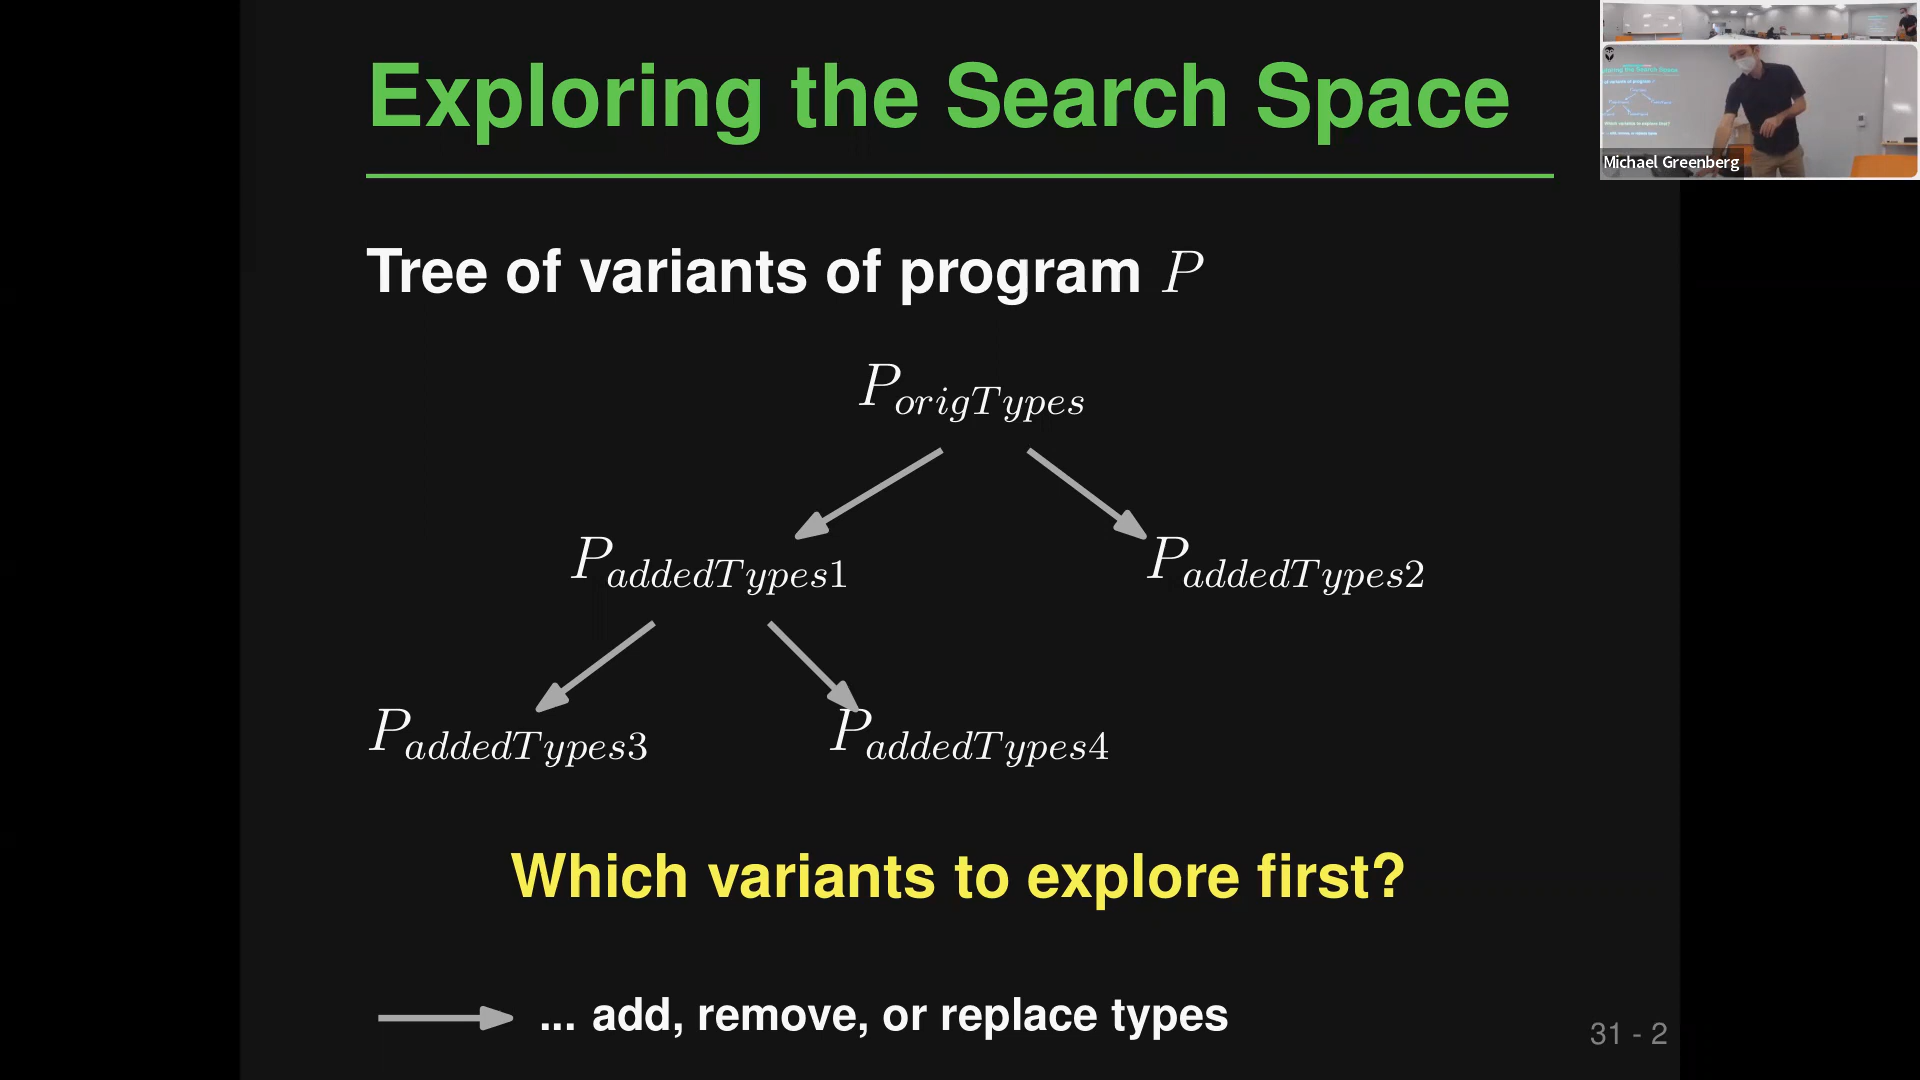 Exploring the Search Space
Tree of variants of program P
P_origTypes
P_addedTypes1 P_addedTypes2
P_addedTypes3 P_addedTypes4
Which variants to explore first?
... add, remove, or replace types
31 - 2
Michael Greenberg